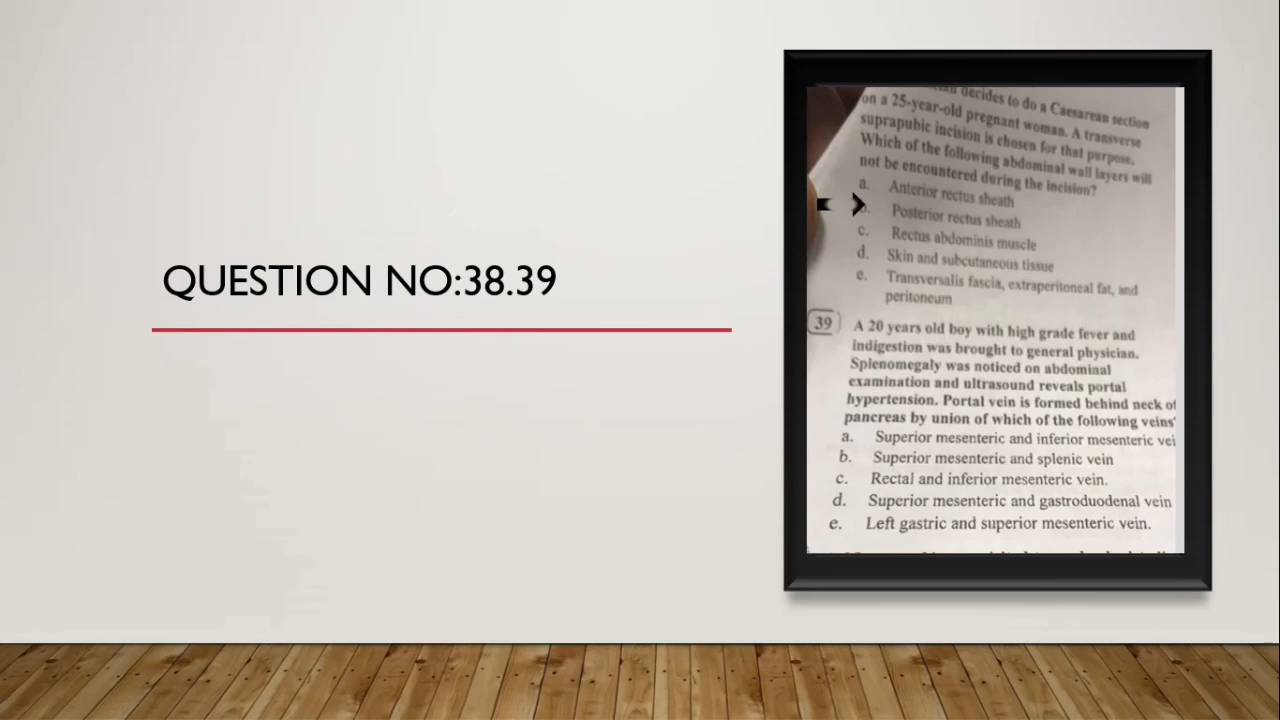 QUESTION NO:38.39
decides to do a Caesarean section
on a 25-year-old pregnant woman. A transverse
suprapubic incision is chosen for that purpose.
Which of the following abdominal wall layers will
not be encountered during the incision?
a. Anterior rectus sheath
b. Posterior rectus sheath
c. Rectus abdominis muscle
d. Skin and subcutaneous tissue
e. Transversalis fascia, extraperitoneal fat, and
peritoneum
39 A 20 years old boy with high grade fever and
indigestion was brought to general physician.
Splenomegaly was noticed on abdominal
examination and ultrasound reveals portal
hypertension. Portal vein is formed behind neck of
pancreas by union of which of the following veins
a. Superior mesenteric and inferior mesenteric vei
b. Superior mesenteric and splenic vein
c. Rectal and inferior mesenteric vein.
d. Superior mesenteric and gastroduodenal vein
e. Left gastric and superior mesenteric vein.